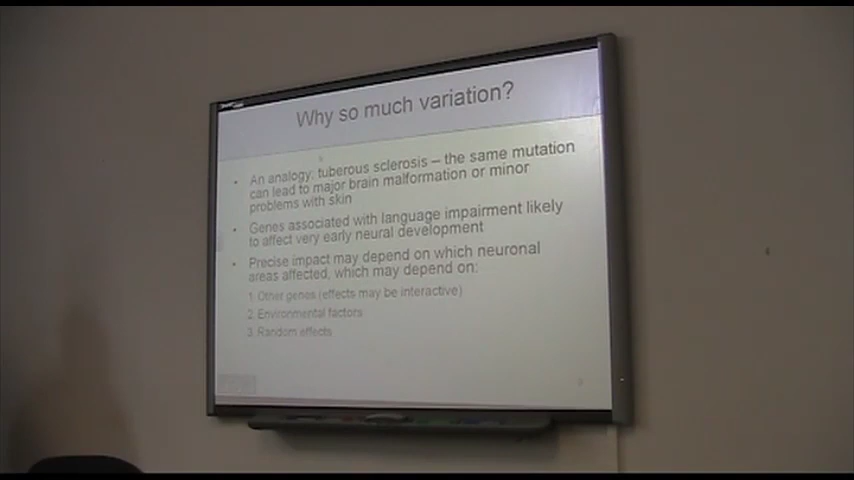 Why so much variation?
• An analogy: tuberous sclerosis – the same mutation
can lead to major brain malformation or minor
problems with skin
• Genes associated with language impairment likely
to affect very early neural development
• Precise impact may depend on which neuronal
areas affected, which may depend on:
1. Other genes (effects may be interactive)
2. Environmental factors
3. Random effects